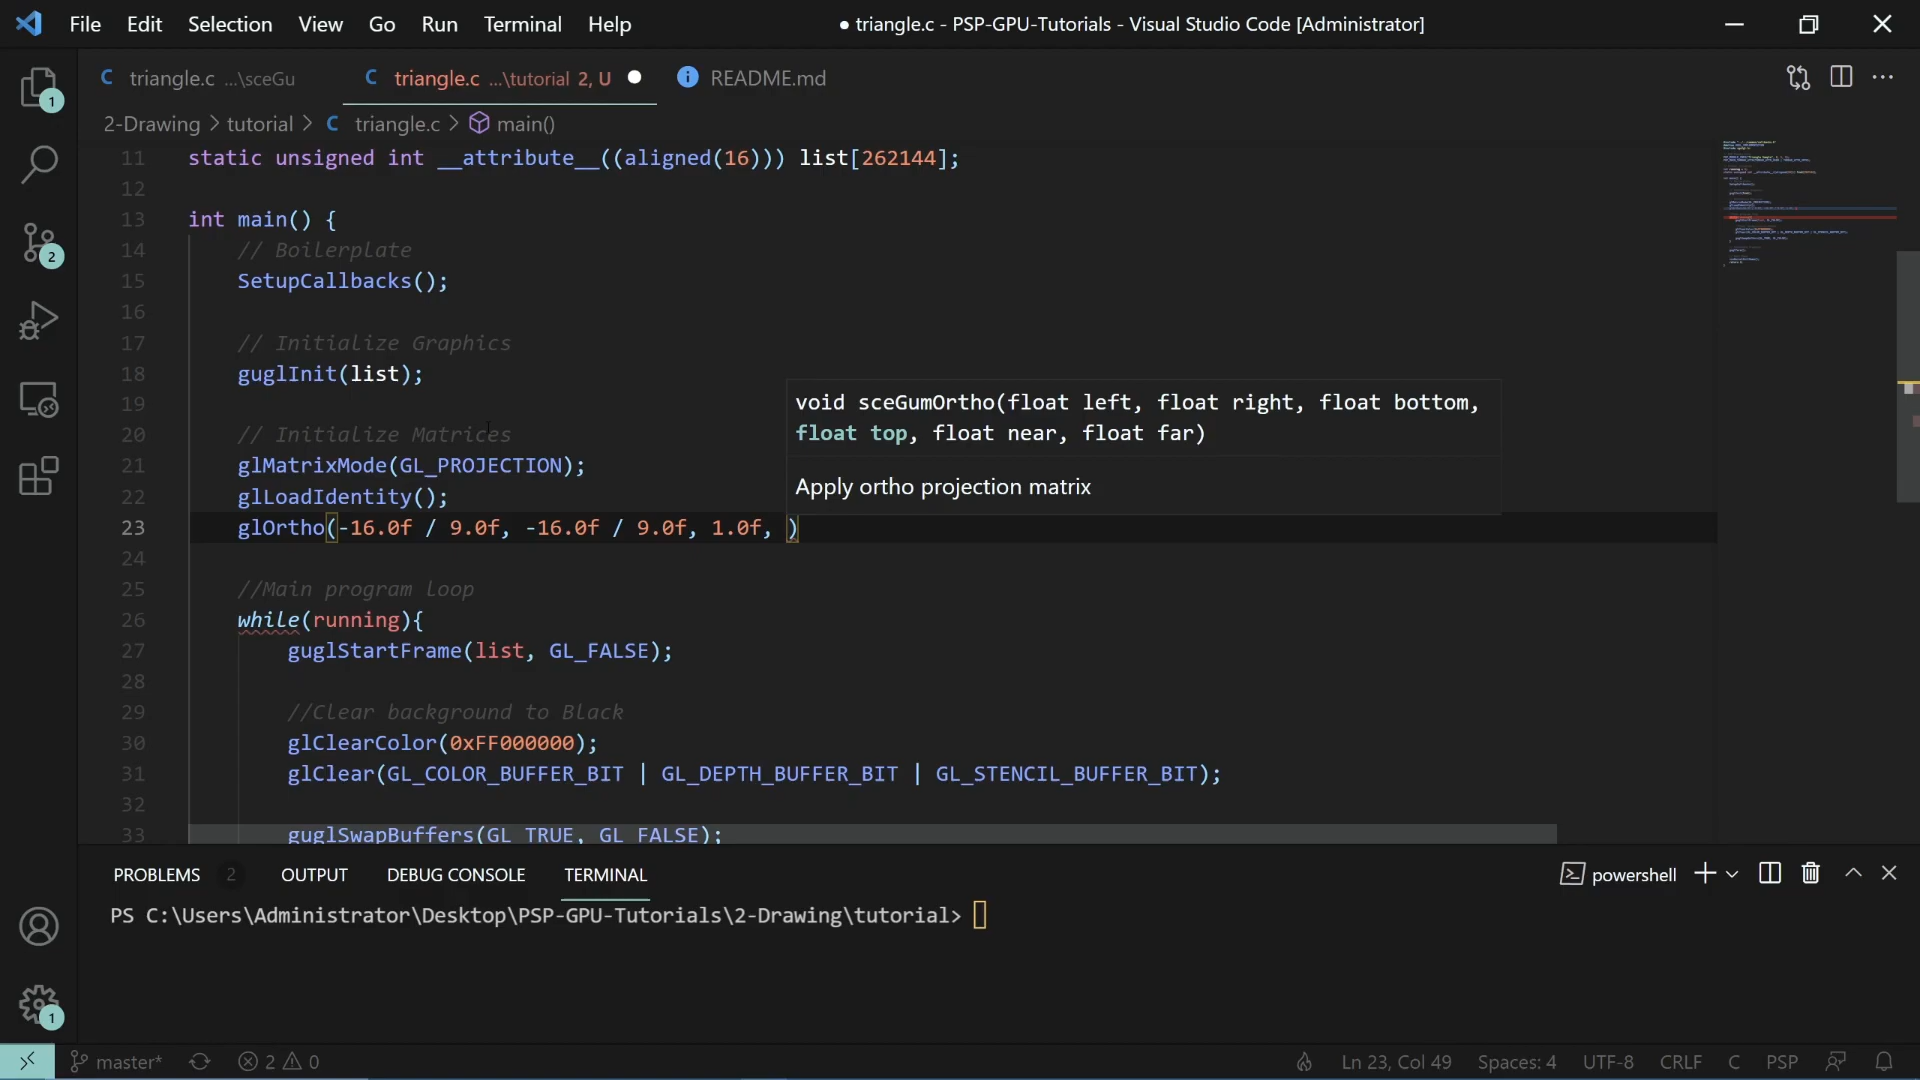 File Edit Selection View Go Run Terminal Help
● triangle.c - PSP-GPU-Tutorials - Visual Studio Code [Administrator]
C triangle.c ...\sceGu
C triangle.c ...\tutorial 2, U
README.md
2-Drawing > tutorial > C triangle.c > main()
11 static unsigned int __attribute__((aligned(16))) list[262144];
12
13 int main() {
14 // Boilerplate
15 SetupCallbacks();
16
17 // Initialize Graphics
18 guglInit(list);
19
20 // Initialize Matrices
21 glMatrixMode(GL_PROJECTION);
22 glLoadIdentity();
23 glOrtho(-16.0f / 9.0f, -16.0f / 9.0f, 1.0f, )
24
25 //Main program loop
26 while(running){
27 guglStartFrame(list, GL_FALSE);
28
29 //Clear background to Black
30 glClearColor(0xFF000000);
31 glClear(GL_COLOR_BUFFER_BIT | GL_DEPTH_BUFFER_BIT | GL_STENCIL_BUFFER_BIT);
32
33 guglSwapBuffers(GL_TRUE, GL_FALSE);
void sceGumOrtho(float left, float right, float bottom,
float top, float near, float far)
Apply ortho projection matrix
1
2
1
PROBLEMS 2 OUTPUT DEBUG CONSOLE TERMINAL
powershell
PS C:\Users\Administrator\Desktop\PSP-GPU-Tutorials\2-Drawing\tutorial>
master* 2 0
Ln 23, Col 49 Spaces: 4 UTF-8 CRLF C PSP